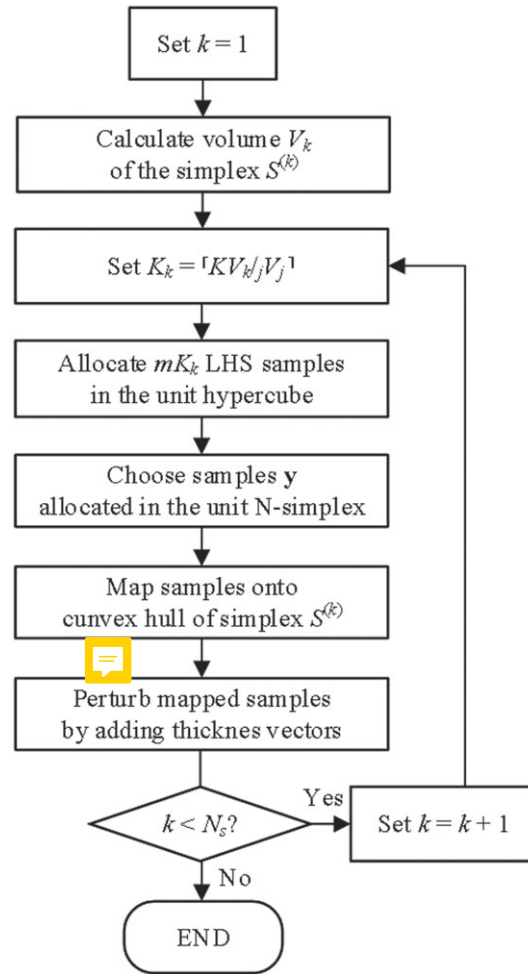 Set k = 1
Calculate volume V_k
of the simplex S^(k)
Set K_k = ⌈KV_k/_jV_j⌉
Allocate mK_k LHS samples
in the unit hypercube
Choose samples y
allocated in the unit N-simplex
Map samples onto
cunvex hull of simplex S^(k)
Perturb mapped samples
by adding thicknes vectors
k < N_s?
Yes
Set k = k + 1
No
END